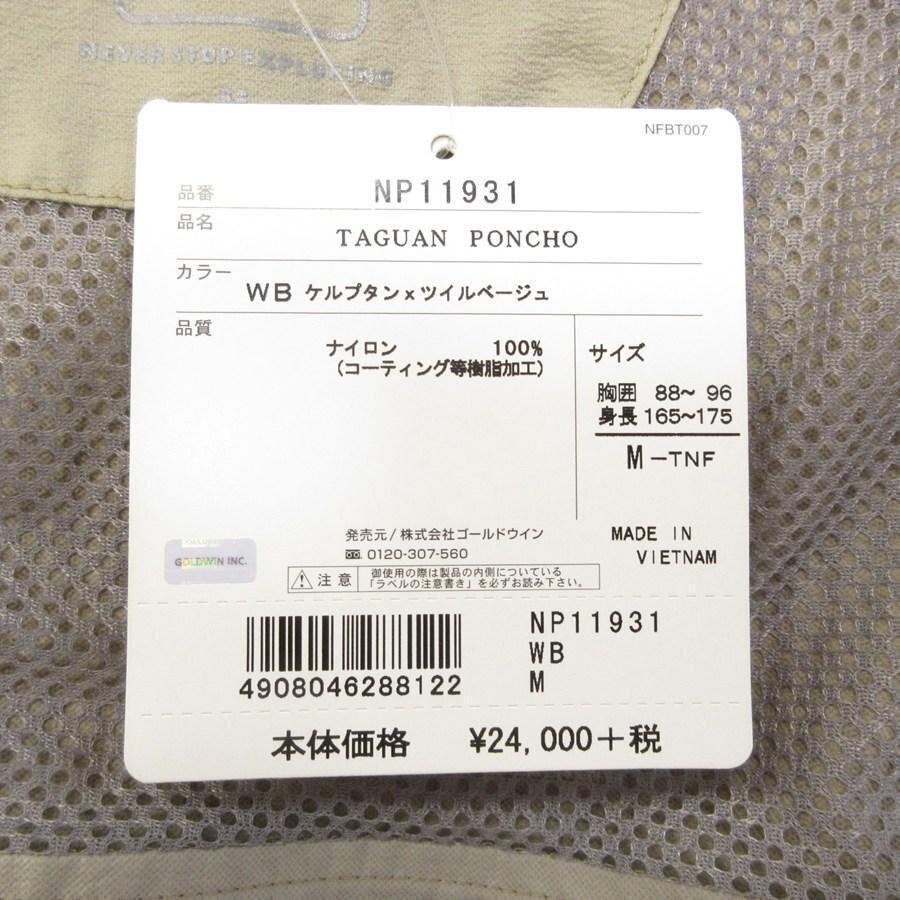 NEVER STOP EXPLORING
NFBT007
品番 NP11931
品名 TAGUAN PONCHO
カラー WB ケルプタンxツイルベージュ
品質
ナイロン 100%
(コーティング等樹脂加工)
サイズ
胸囲 88~ 96
身長 165~175
M-TNF
発売元/株式会社ゴールドウイン
0120-307-560
MADE IN
VIETNAM
GOLDWIN INC.
注意
御使用の際は製品の内側についている
「ラベルの注意書き」を必ずお読み下さい。
NP11931
WB
M
4908046288122
本体価格 ¥24,000+税